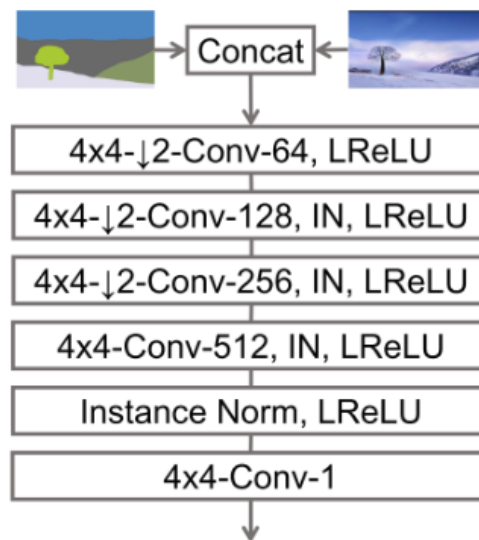 Concat
4x4-↓2-Conv-64, LReLU
4x4-↓2-Conv-128, IN, LReLU
4x4-↓2-Conv-256, IN, LReLU
4x4-Conv-512, IN, LReLU
Instance Norm, LReLU
4x4-Conv-1